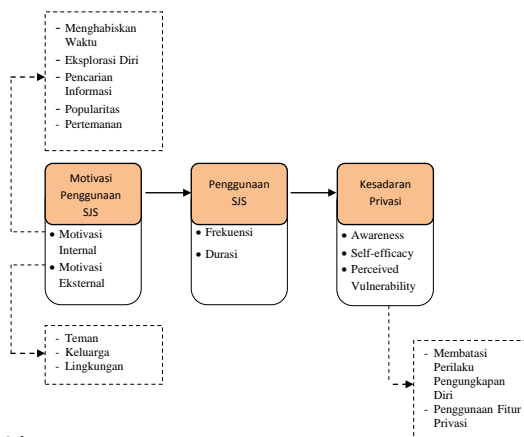 - Menghabiskan
Waktu
- Eksplorasi Diri
- Pencarian
Informasi
- Popularitas
- Pertemanan
Motivasi
Penggunaan
SJS
• Motivasi
Internal
• Motivasi
Eksternal
Penggunaan
SJS
• Frekuensi
• Durasi
Kesadaran
Privasi
• Awareness
• Self-efficacy
• Perceived
Vulnerability
- Teman
- Keluarga
- Lingkungan
- Membatasi
Perilaku
Pengungkapan
Diri
- Penggunaan Fitur
Privasi